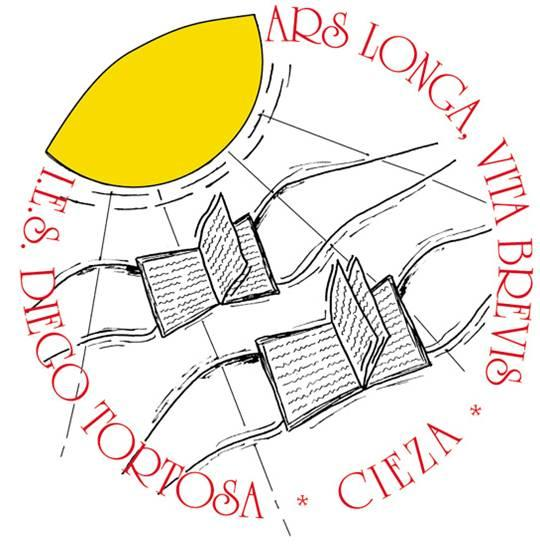 ARS LONGA, VITA BREVIS
I.E.S. DIEGO TORTOSA * CIEZA *